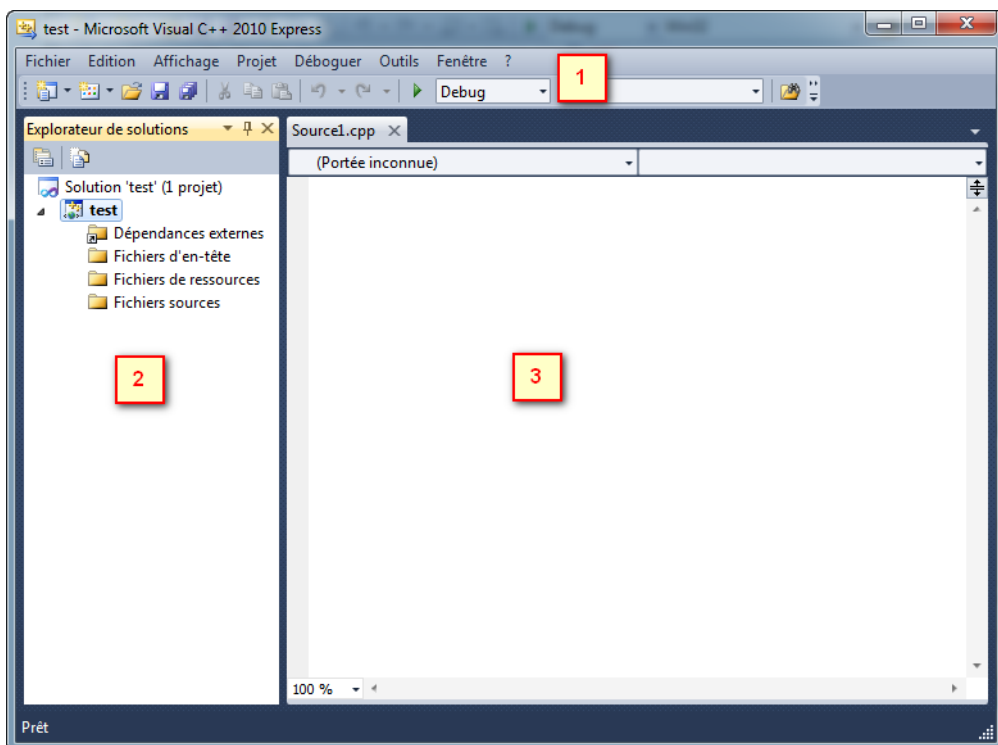 test - Microsoft Visual C++ 2010 Express
Fichier Edition Affichage Projet Déboguer Outils Fenêtre ?
1
Debug
Explorateur de solutions
Source1.cpp
(Portée inconnue)
Solution 'test' (1 projet)
test
Dépendances externes
Fichiers d'en-tête
Fichiers de ressources
Fichiers sources
2
3
100 %
Prêt